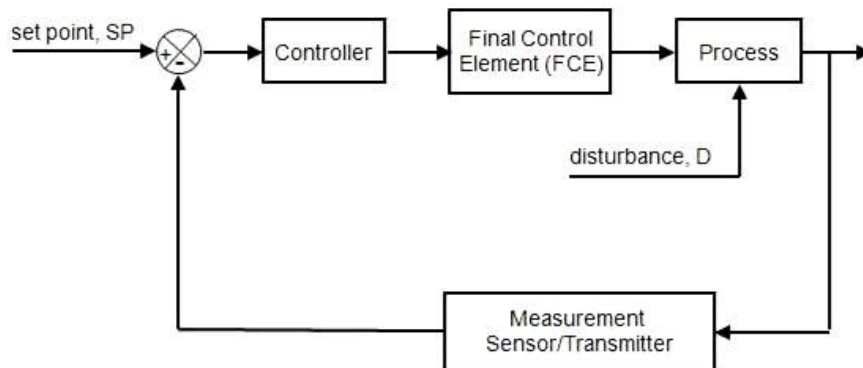 set point, SP
+
-
Controller
Final Control
Element (FCE)
Process
disturbance, D
Measurement
Sensor/Transmitter